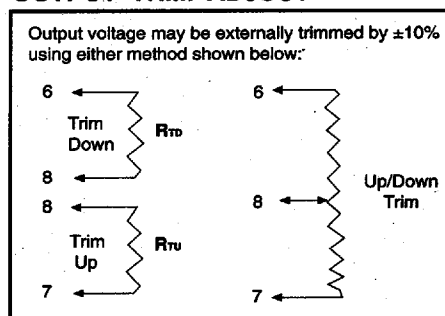 Output voltage may be externally trimmed by ±10%
using either method shown below:
6
Trim
Down
RTD
8
8
Trim
Up
RTU
7
6
8
Up/Down
Trim
7